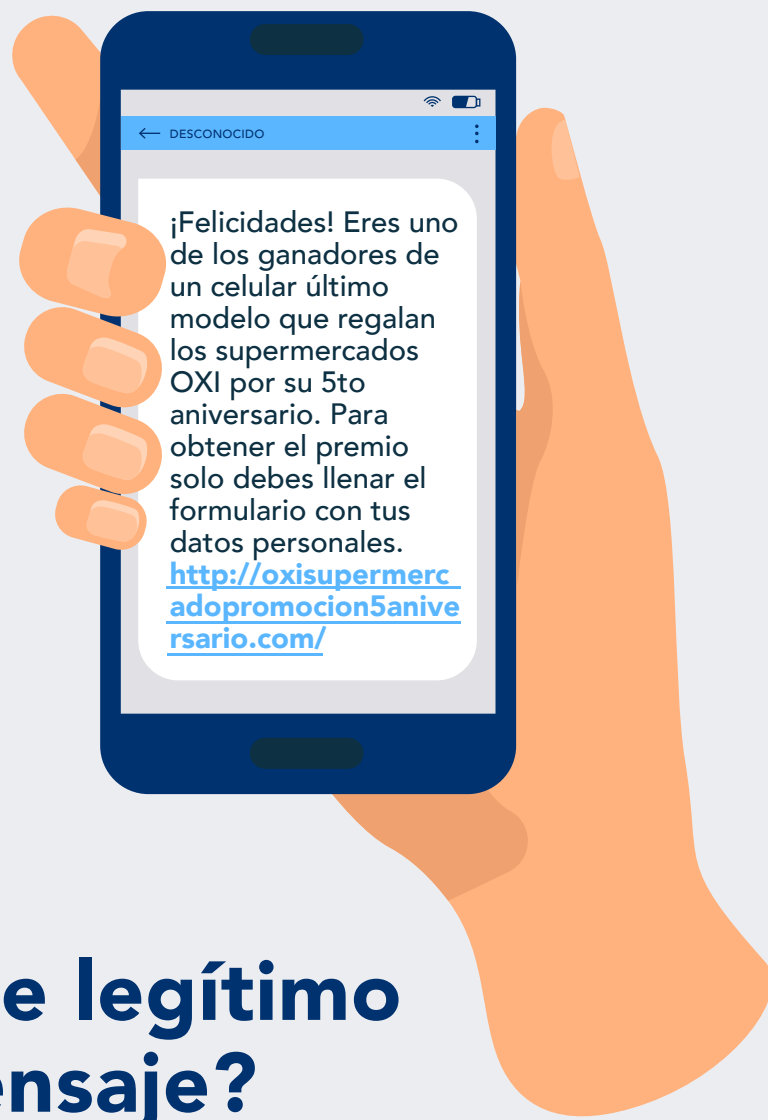 DESCONOCIDO
¡Felicidades! Eres uno
de los ganadores de
un celular último
modelo que regalan
los supermercados
OXI por su 5to
aniversario. Para
obtener el premio
solo debes llenar el
formulario con tus
datos personales.
http://oxisupermerc
adopromocion5anive
rsario.com/
e legítimo
ensaje?